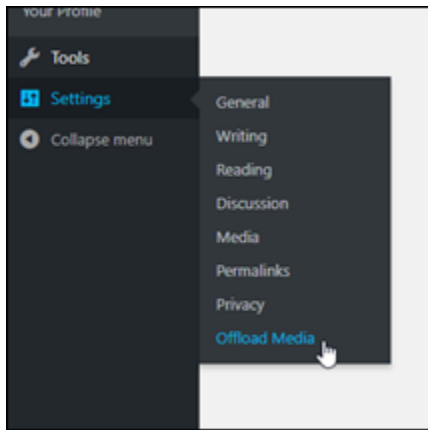 Your Profile
Tools
Settings
Collapse menu
General
Writing
Reading
Discussion
Media
Permalinks
Privacy
Offload Media